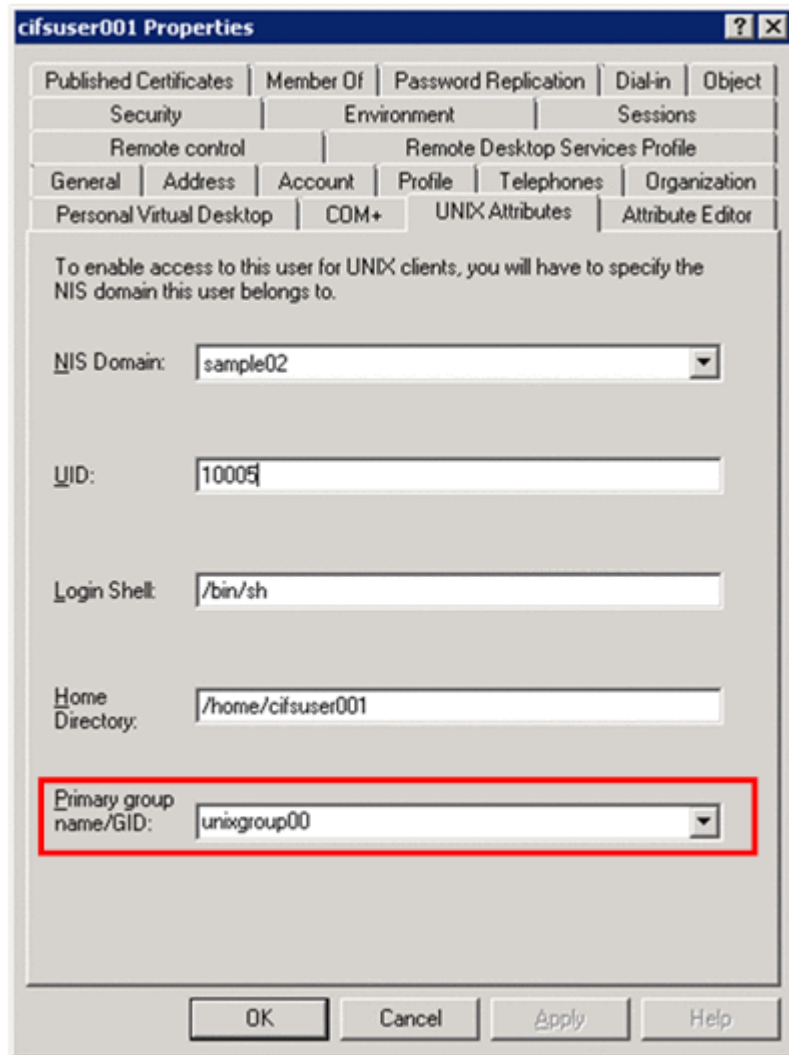 cifsuser001 Properties
Published Certificates Member Of Password Replication Dial-in Object
Security Environment Sessions
Remote control Remote Desktop Services Profile
General Address Account Profile Telephones Organization
Personal Virtual Desktop COM+ UNIX Attributes Attribute Editor
To enable access to this user for UNIX clients, you will have to specify the
NIS domain this user belongs to.
NIS Domain: sample02
UID: 10005
Login Shell: /bin/sh
Home
Directory: /home/cifsuser001
Primary group
name/GID: unixgroup00
OK Cancel Apply Help